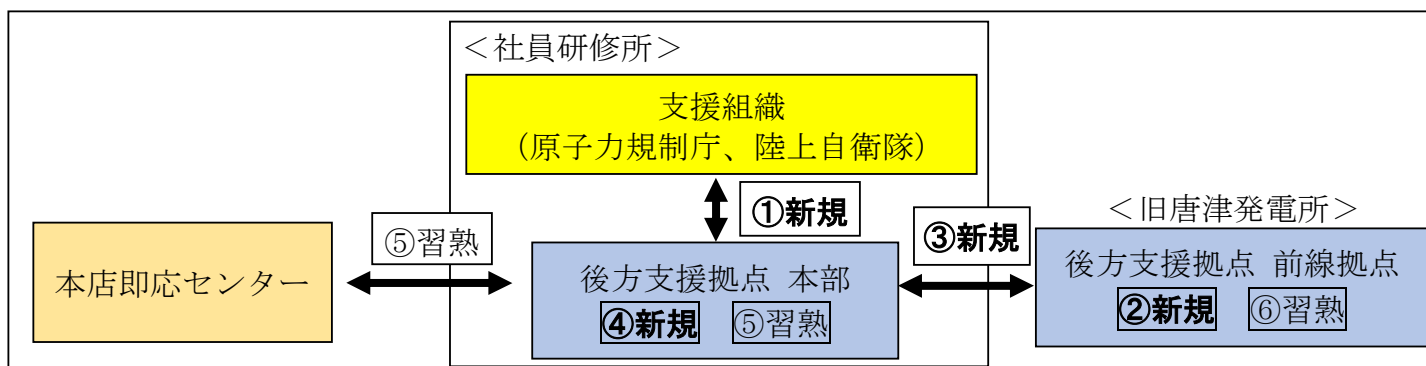 ＜社員研修所＞
支援組織
（原子力規制庁、陸上自衛隊）
①新規
＜旧唐津発電所＞
⑤習熟
③新規
本店即応センター
後方支援拠点 本部
④新規 ⑤習熟
後方支援拠点 前線拠点
②新規 ⑥習熟